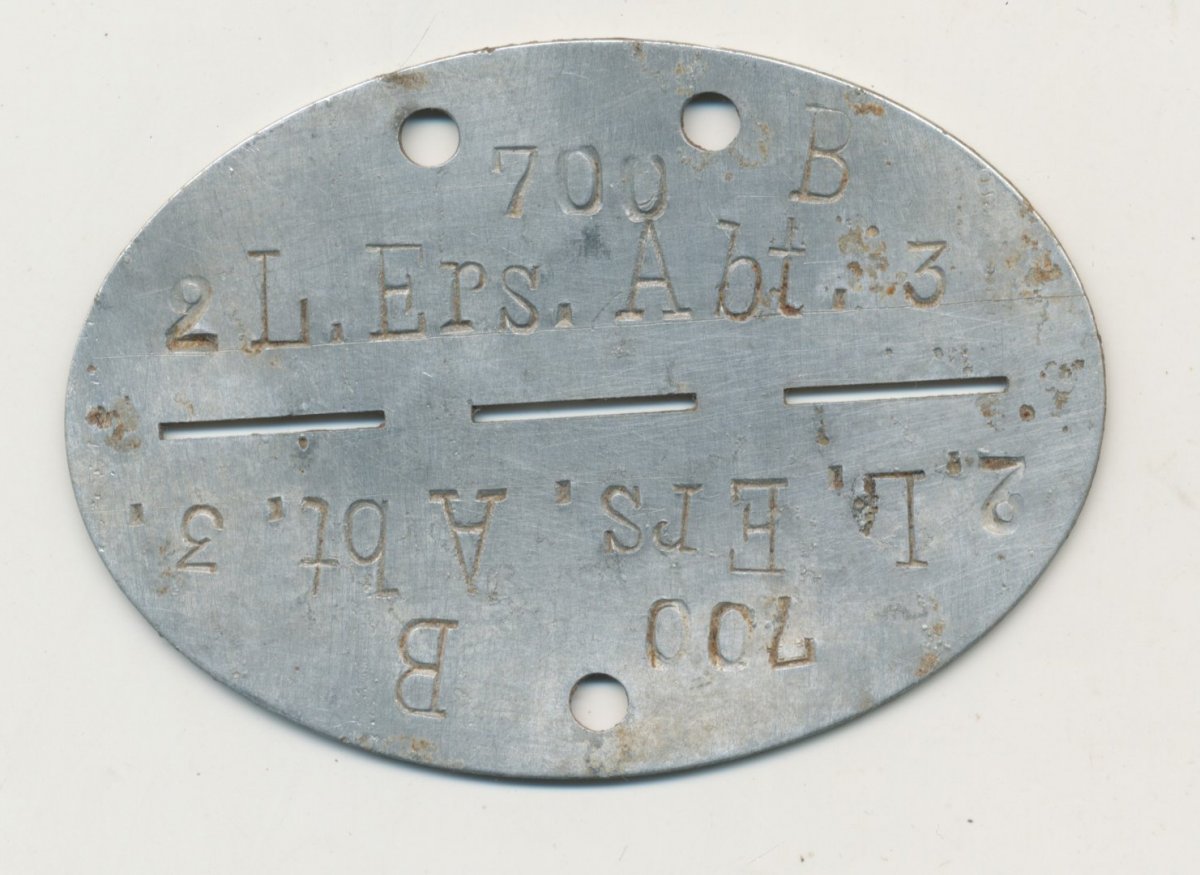 700 B
2 L. Ers. Abt. 3
2. L. Ers. Abt. 3.
700 B